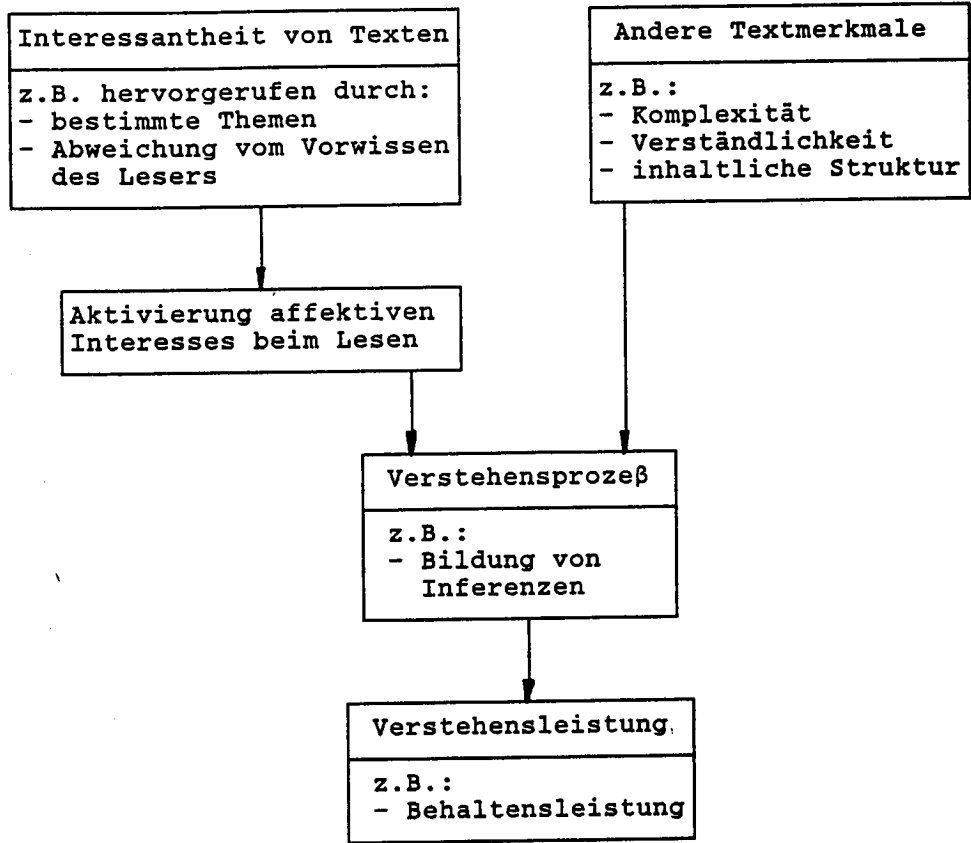 Interessantheit von Texten
z.B. hervorgerufen durch:
- bestimmte Themen
- Abweichung vom Vorwissen
des Lesers
Andere Textmerkmale
z.B.:
- Komplexität
- Verständlichkeit
- inhaltliche Struktur
Aktivierung affektiven
Interesses beim Lesen
Verstehensprozeß
z.B.:
- Bildung von
Inferenzen
Verstehensleistung
z.B.:
- Behaltensleistung